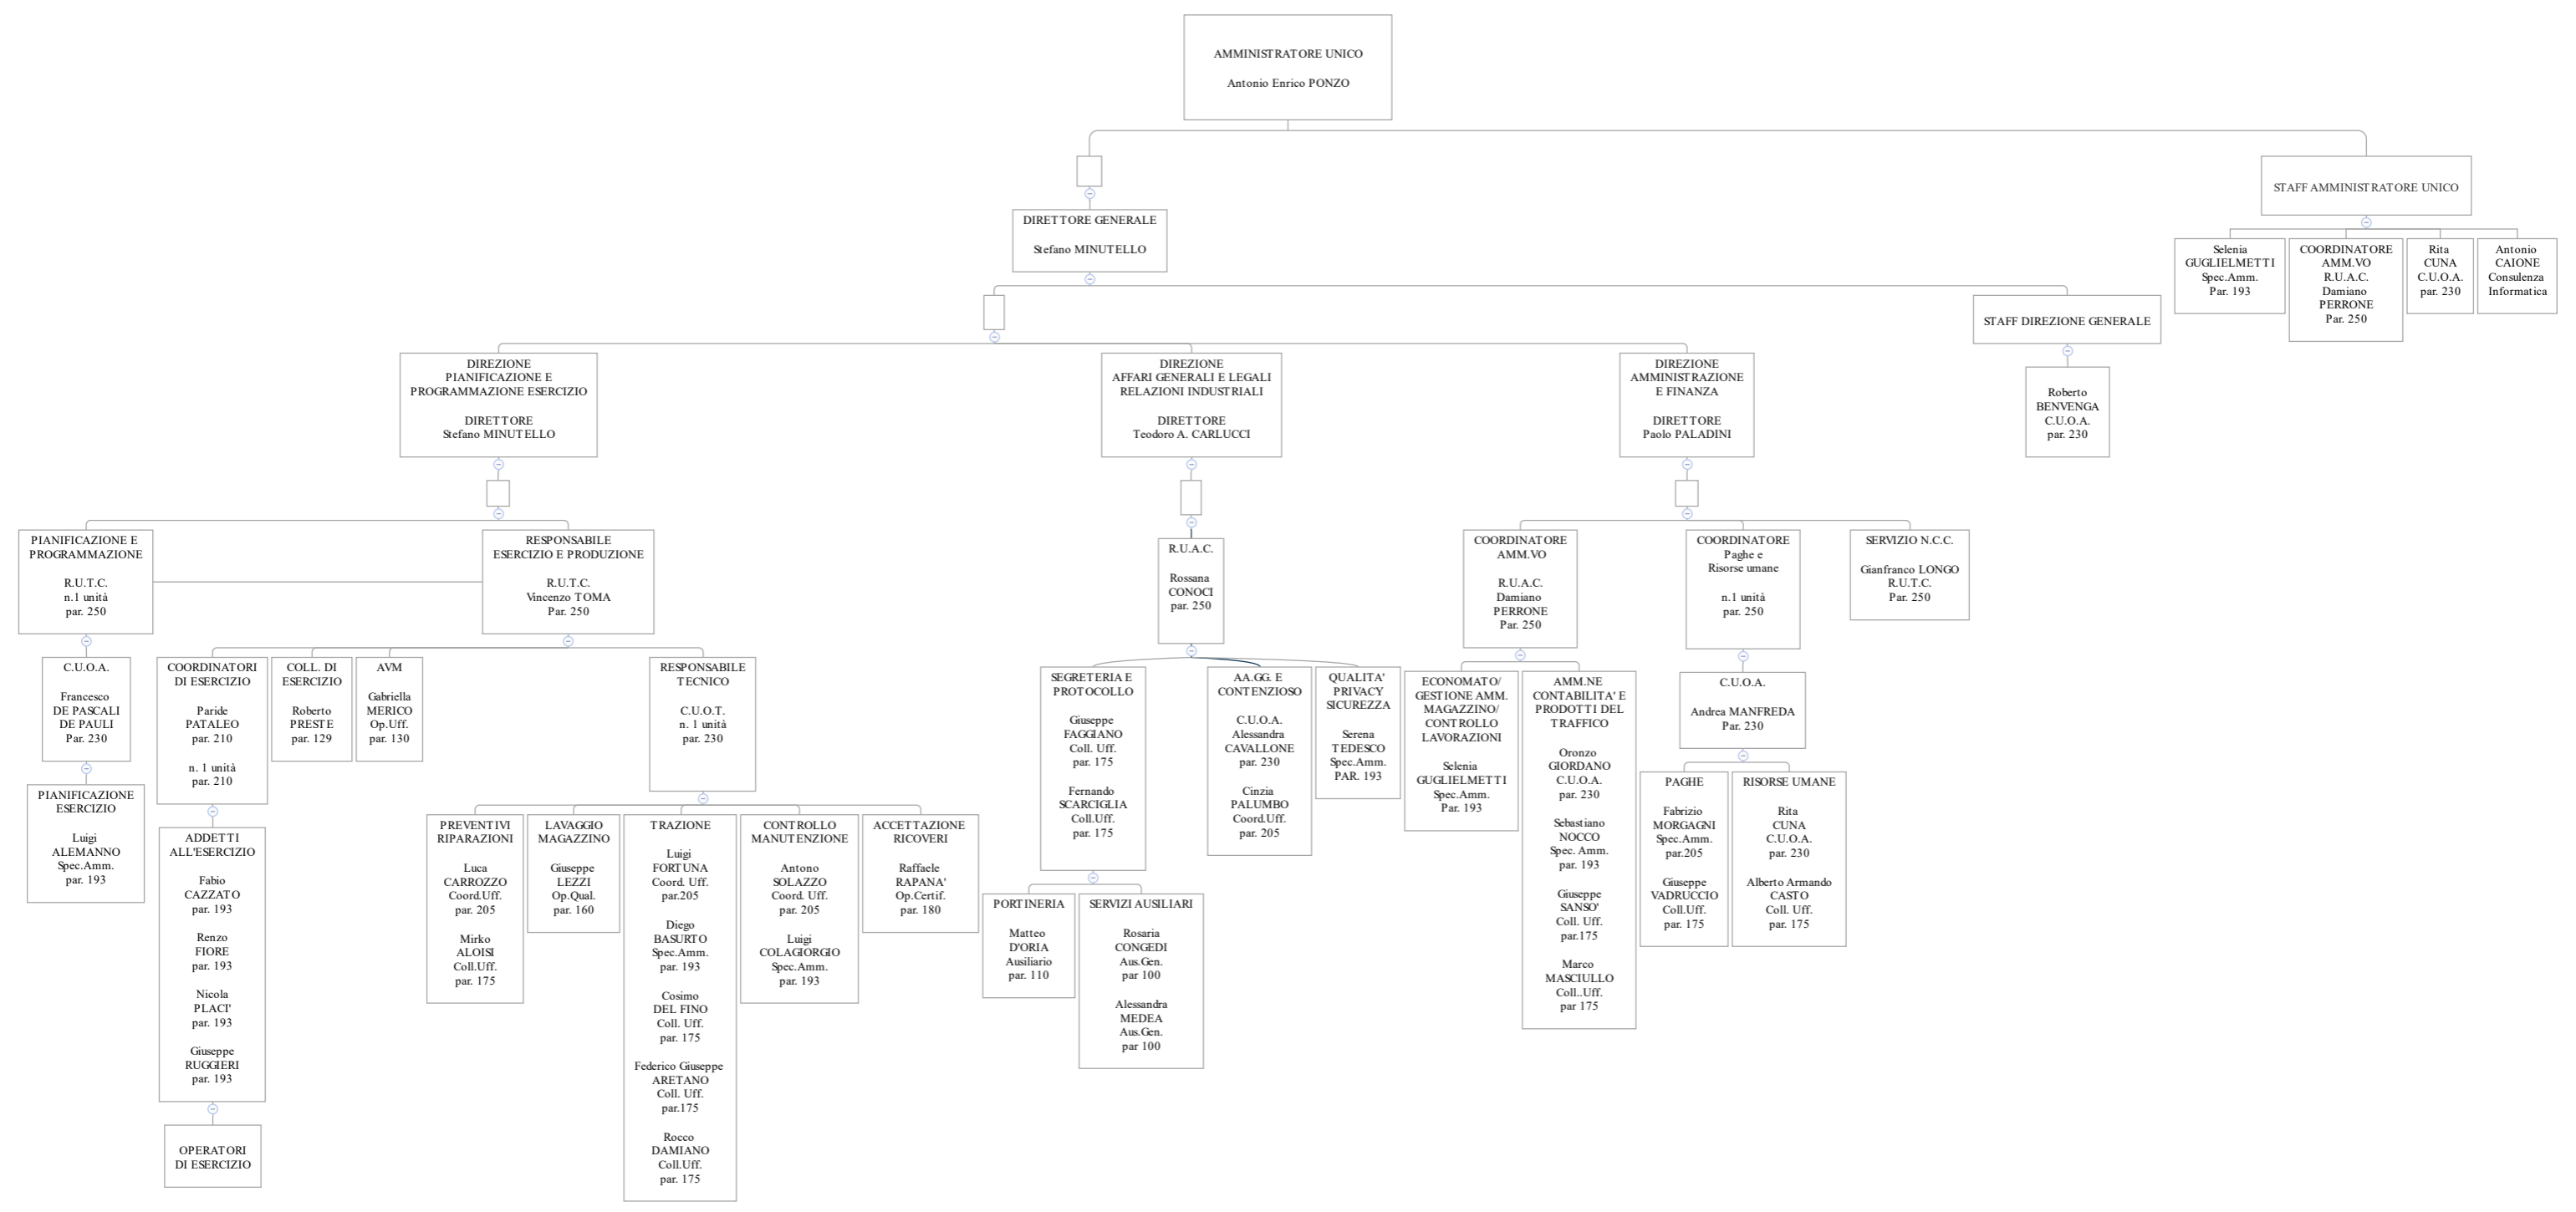 AMMINISTRATORE UNICO
Antonio Enrico PONZO
STAFF AMMINISTRATORE UNICO
DIRETTORE GENERALE
Stefano MINUTELLO
Selenia
GUGLIELMETTI
Spec.Amm.
Par. 193
COORDINATORE
AMM.VO
R.U.A.C.
Damiano
PERRONE
Par. 250
Rita
CUNA
C.U.O.A.
par. 230
Antonio
CAIONE
Consulenza
Informatica
STAFF DIREZIONE GENERALE
Roberto
BENVENGA
C.U.O.A.
par. 230
DIREZIONE
PIANIFICAZIONE E
PROGRAMMAZIONE ESERCIZIO
DIRETTORE
Stefano MINUTELLO
DIREZIONE
AFFARI GENERALI E LEGALI
RELAZIONI INDUSTRIALI
DIRETTORE
Teodoro A. CARLUCCI
DIREZIONE
AMMINISTRAZIONE
E FINANZA
DIRETTORE
Paolo PALADINI
PIANIFICAZIONE E
PROGRAMMAZIONE
R.U.T.C.
n.1 unità
par. 250
RESPONSABILE
ESERCIZIO E PRODUZIONE
R.U.T.C.
Vincenzo TOMA
Par. 250
R.U.A.C.
Rossana
CONOCI
par. 250
COORDINATORE
AMM.VO
R.U.A.C.
Damiano
PERRONE
Par. 250
COORDINATORE
Paghe e
Risorse umane
n.1 unità
par. 250
SERVIZIO N.C.C.
Gianfranco LONGO
R.U.T.C.
Par. 250
C.U.O.A.
Francesco
DE PASCALI
DE PAULI
Par. 230
COORDINATORI
DI ESERCIZIO
Paride
PATALEO
par. 210
n. 1 unità
par. 210
COLL. DI
ESERCIZIO
Roberto
PRESTE
par. 129
AVM
Gabriella
MERICO
Op.Uff.
par. 130
RESPONSABILE
TECNICO
C.U.O.T.
n. 1 unità
par. 230
SEGRETERIA E
PROTOCOLLO
Giuseppe
FAGGIANO
Coll. Uff.
par. 175
Fernando
SCARCIGLIA
Coll.Uff.
par. 175
AA.GG. E
CONTENZIOSO
C.U.O.A.
Alessandra
CAVALLONE
par. 230
Cinzia
PALUMBO
Coord.Uff.
par. 205
QUALITA'
PRIVACY
SICUREZZA
Serena
TEDESCO
Spec.Amm.
PAR. 193
ECONOMATO/
GESTIONE AMM.
MAGAZZINO/
CONTROLLO
LAVORAZIONI
Selenia
GUGLIELMETTI
Spec.Amm.
Par. 193
AMM.NE
CONTABILITA' E
PRODOTTI DEL
TRAFFICO
Oronzo
GIORDANO
C.U.O.A.
par. 230
Sebastiano
NOCCO
Spec. Amm.
par. 193
Giuseppe
SANSO'
Coll. Uff.
par.175
Marco
MASCIULLO
Coll..Uff.
par 175
C.U.O.A.
Andrea MANFREDA
Par. 230
PAGHE
Fabrizio
MORGAGNI
Spec.Amm.
par.205
Giuseppe
VADRUCCIO
Coll.Uff.
par. 175
RISORSE UMANE
Rita
CUNA
C.U.O.A.
par. 230
Alberto Armando
CASTO
Coll. Uff.
par. 175
PIANIFICAZIONE
ESERCIZIO
Luigi
ALEMANNO
Spec.Amm.
par. 193
ADDETTI
ALL'ESERCIZIO
Fabio
CAZZATO
par. 193
Renzo
FIORE
par. 193
Nicola
PLACI'
par. 193
Giuseppe
RUGGIERI
par. 193
OPERATORI
DI ESERCIZIO
PREVENTIVI
RIPARAZIONI
Luca
CARROZZO
Coord.Uff.
par. 205
Mirko
ALOISI
Coll.Uff.
par. 175
LAVAGGIO
MAGAZZINO
Giuseppe
LEZZI
Op.Qual.
par. 160
TRAZIONE
Luigi
FORTUNA
Coord. Uff.
par.205
Diego
BASURTO
Spec.Amm.
par. 193
Cosimo
DEL FINO
Coll. Uff.
par. 175
Federico Giuseppe
ARETANO
Coll. Uff.
par.175
Rocco
DAMIANO
Coll.Uff.
par. 175
CONTROLLO
MANUTENZIONE
Antono
SOLAZZO
Coord. Uff.
par. 205
Luigi
COLAGIORGIO
Spec.Amm.
par. 193
ACCETTAZIONE
RICOVERI
Raffaele
RAPANA'
Op.Certif.
par. 180
PORTINERIA
Matteo
D'ORIA
Ausiliario
par. 110
SERVIZI AUSILIARI
Rosaria
CONGEDI
Aus.Gen.
par 100
Alessandra
MEDEA
Aus.Gen.
par 100